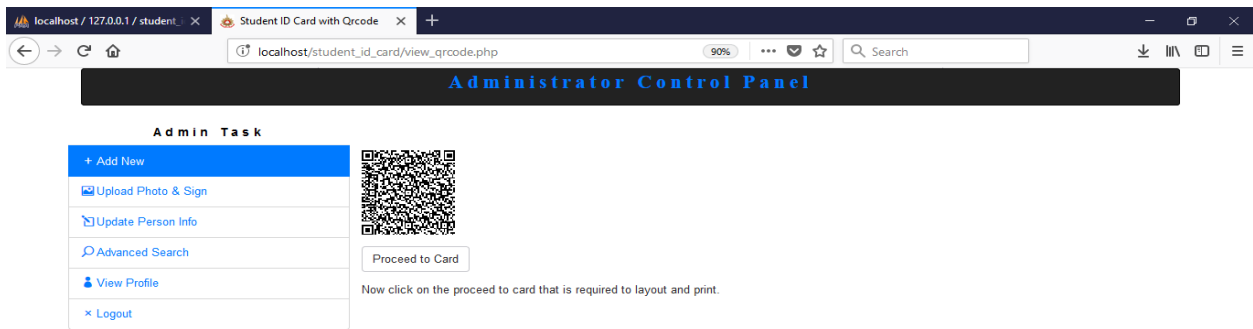 localhost / 127.0.0.1 / student_i
Student ID Card with Qrcode
localhost/student_id_card/view_qrcode.php
90%
Search
Administrator Control Panel
Admin Task
+ Add New
Upload Photo & Sign
Update Person Info
Advanced Search
View Profile
× Logout
Proceed to Card
Now click on the proceed to card that is required to layout and print.